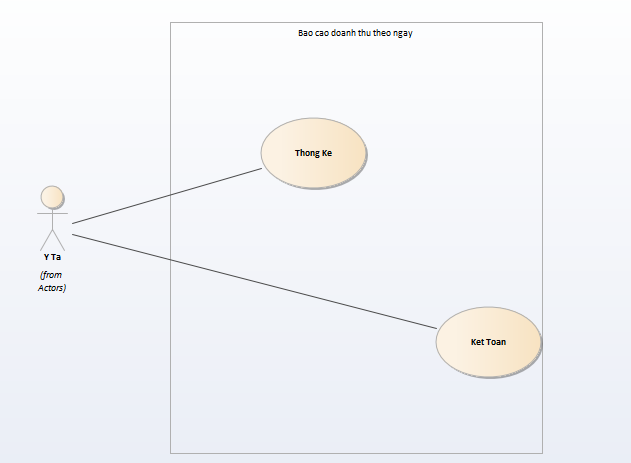 Bao cao doanh thu theo ngay
Thong Ke
Y Ta
(from
Actors)
Ket Toan